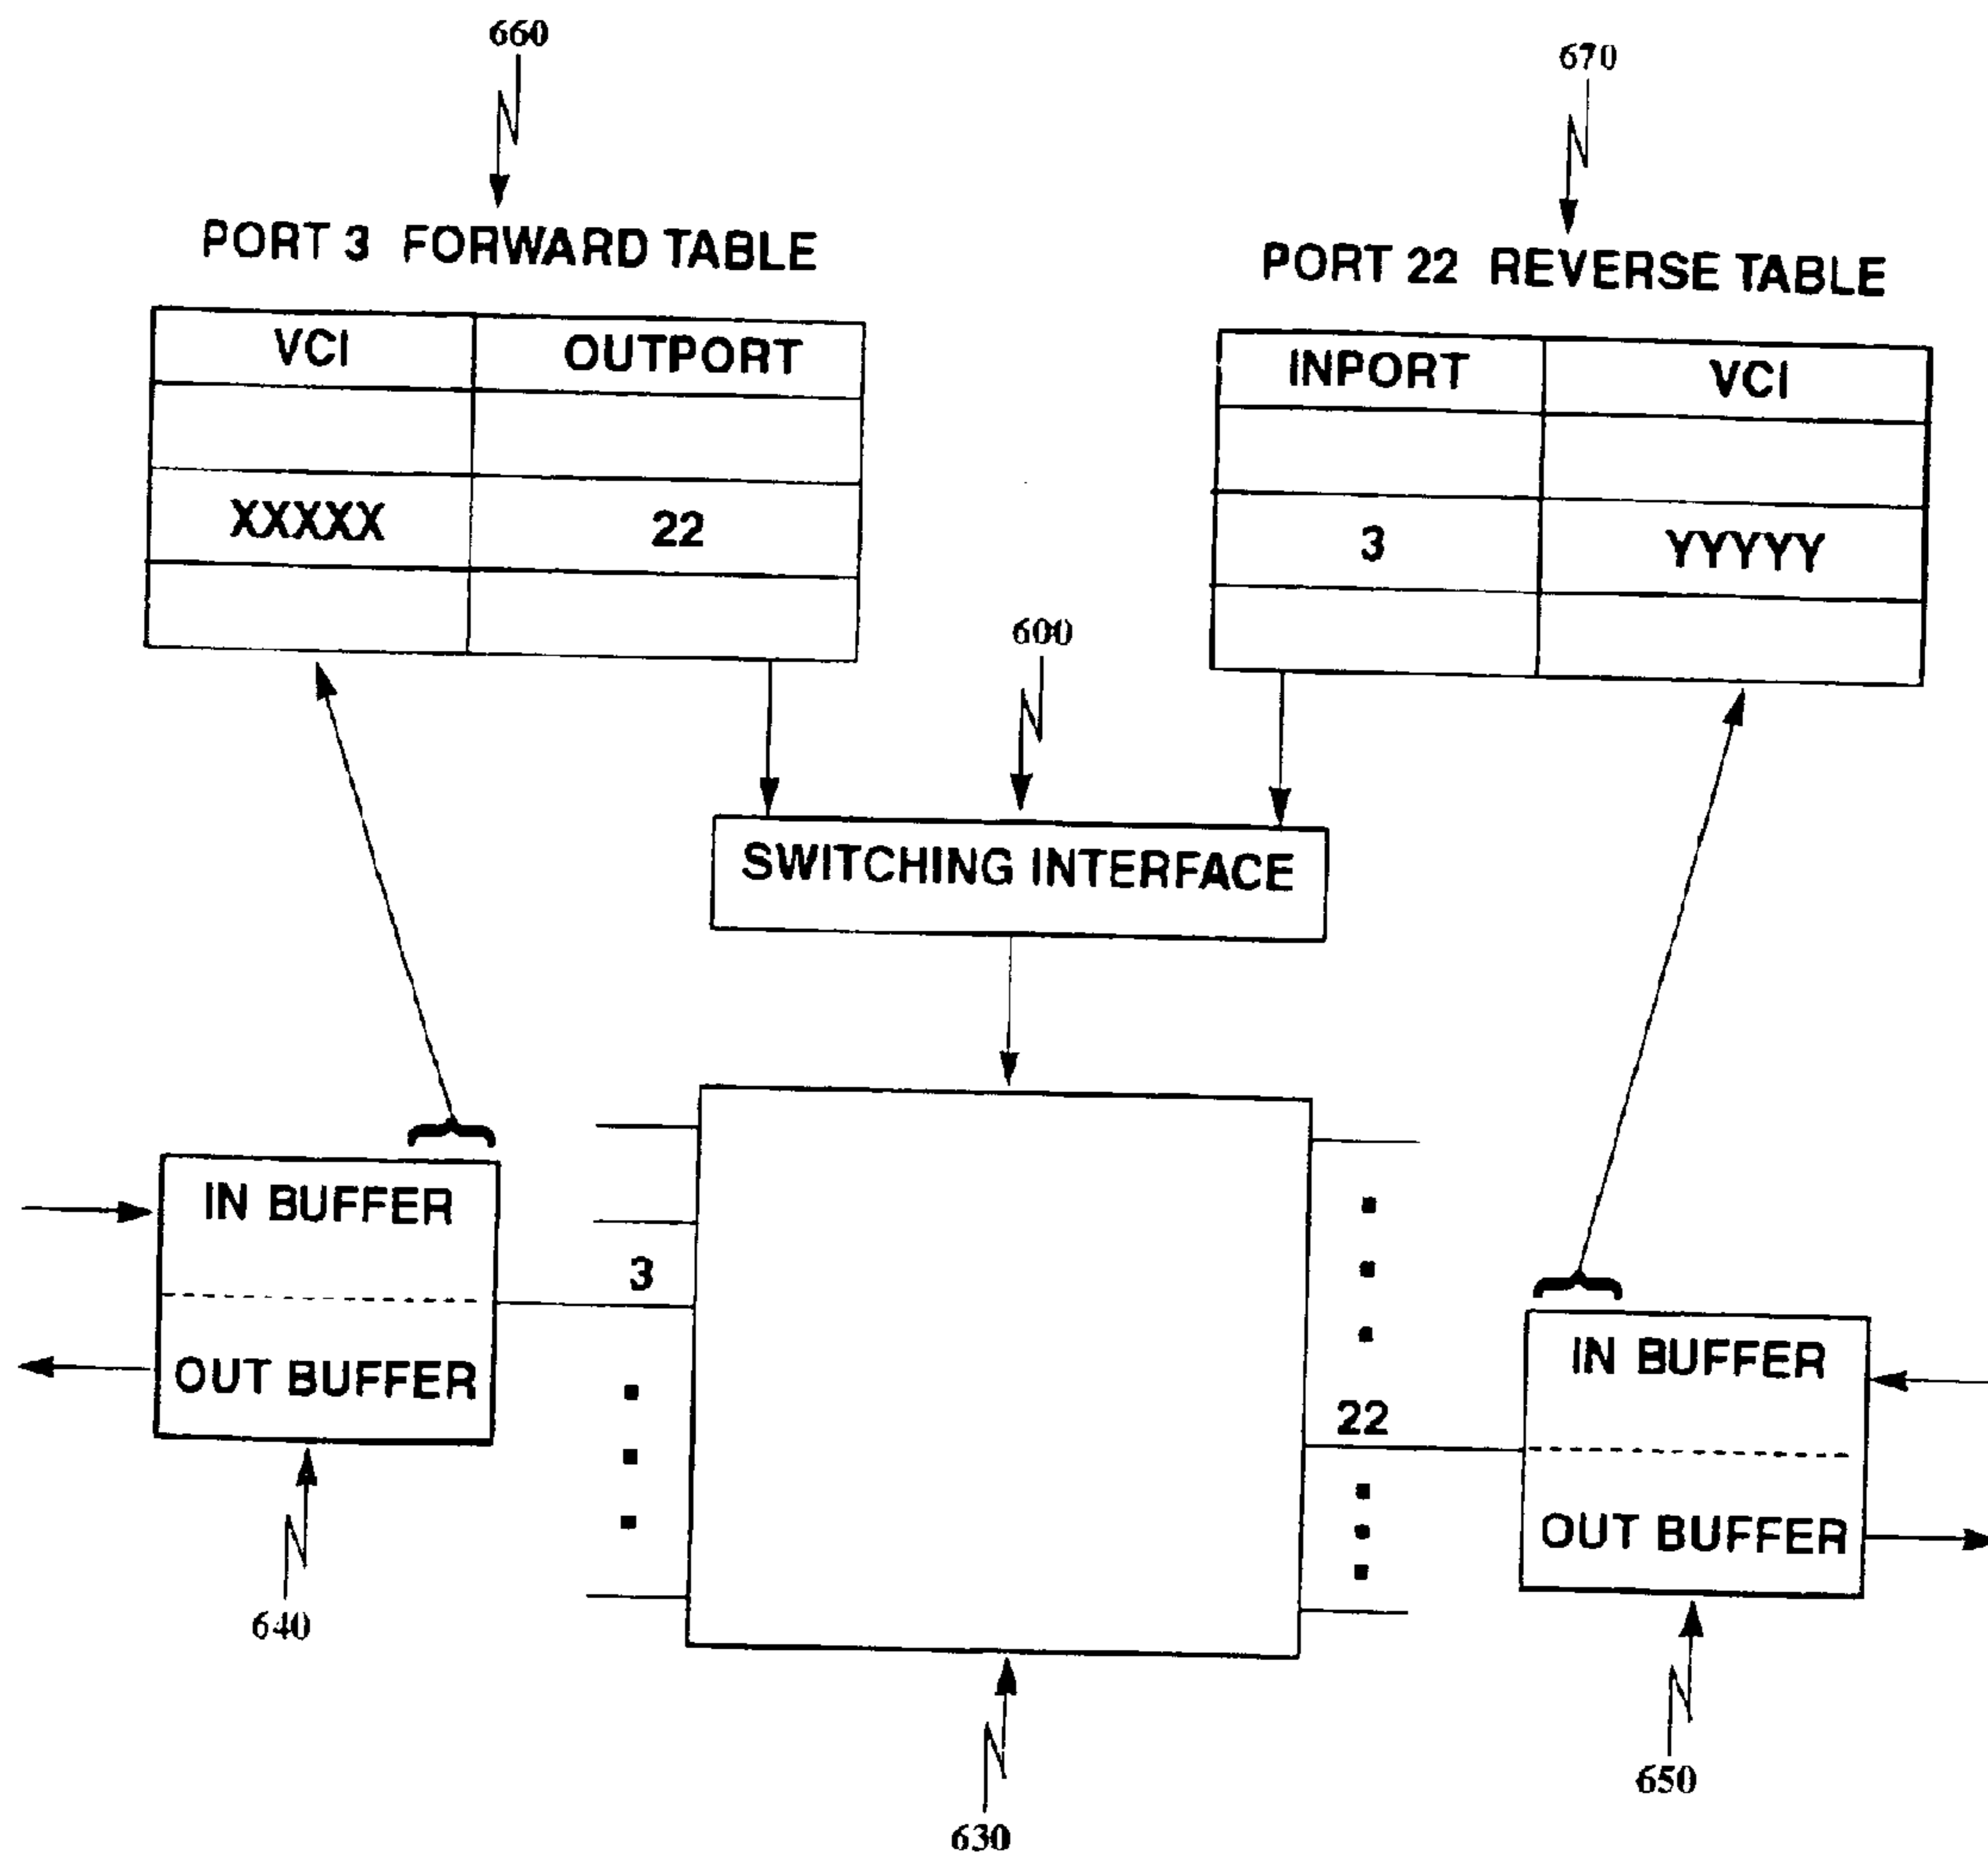 660
670
PORT 3 FORWARD TABLE
PORT 22 REVERSE TABLE
VCI OUTPORT
XXXXX 22
INPORT VCI
3 YYYYY
600
SWITCHING INTERFACE
IN BUFFER
OUT BUFFER
3
22
IN BUFFER
OUT BUFFER
640
650
630